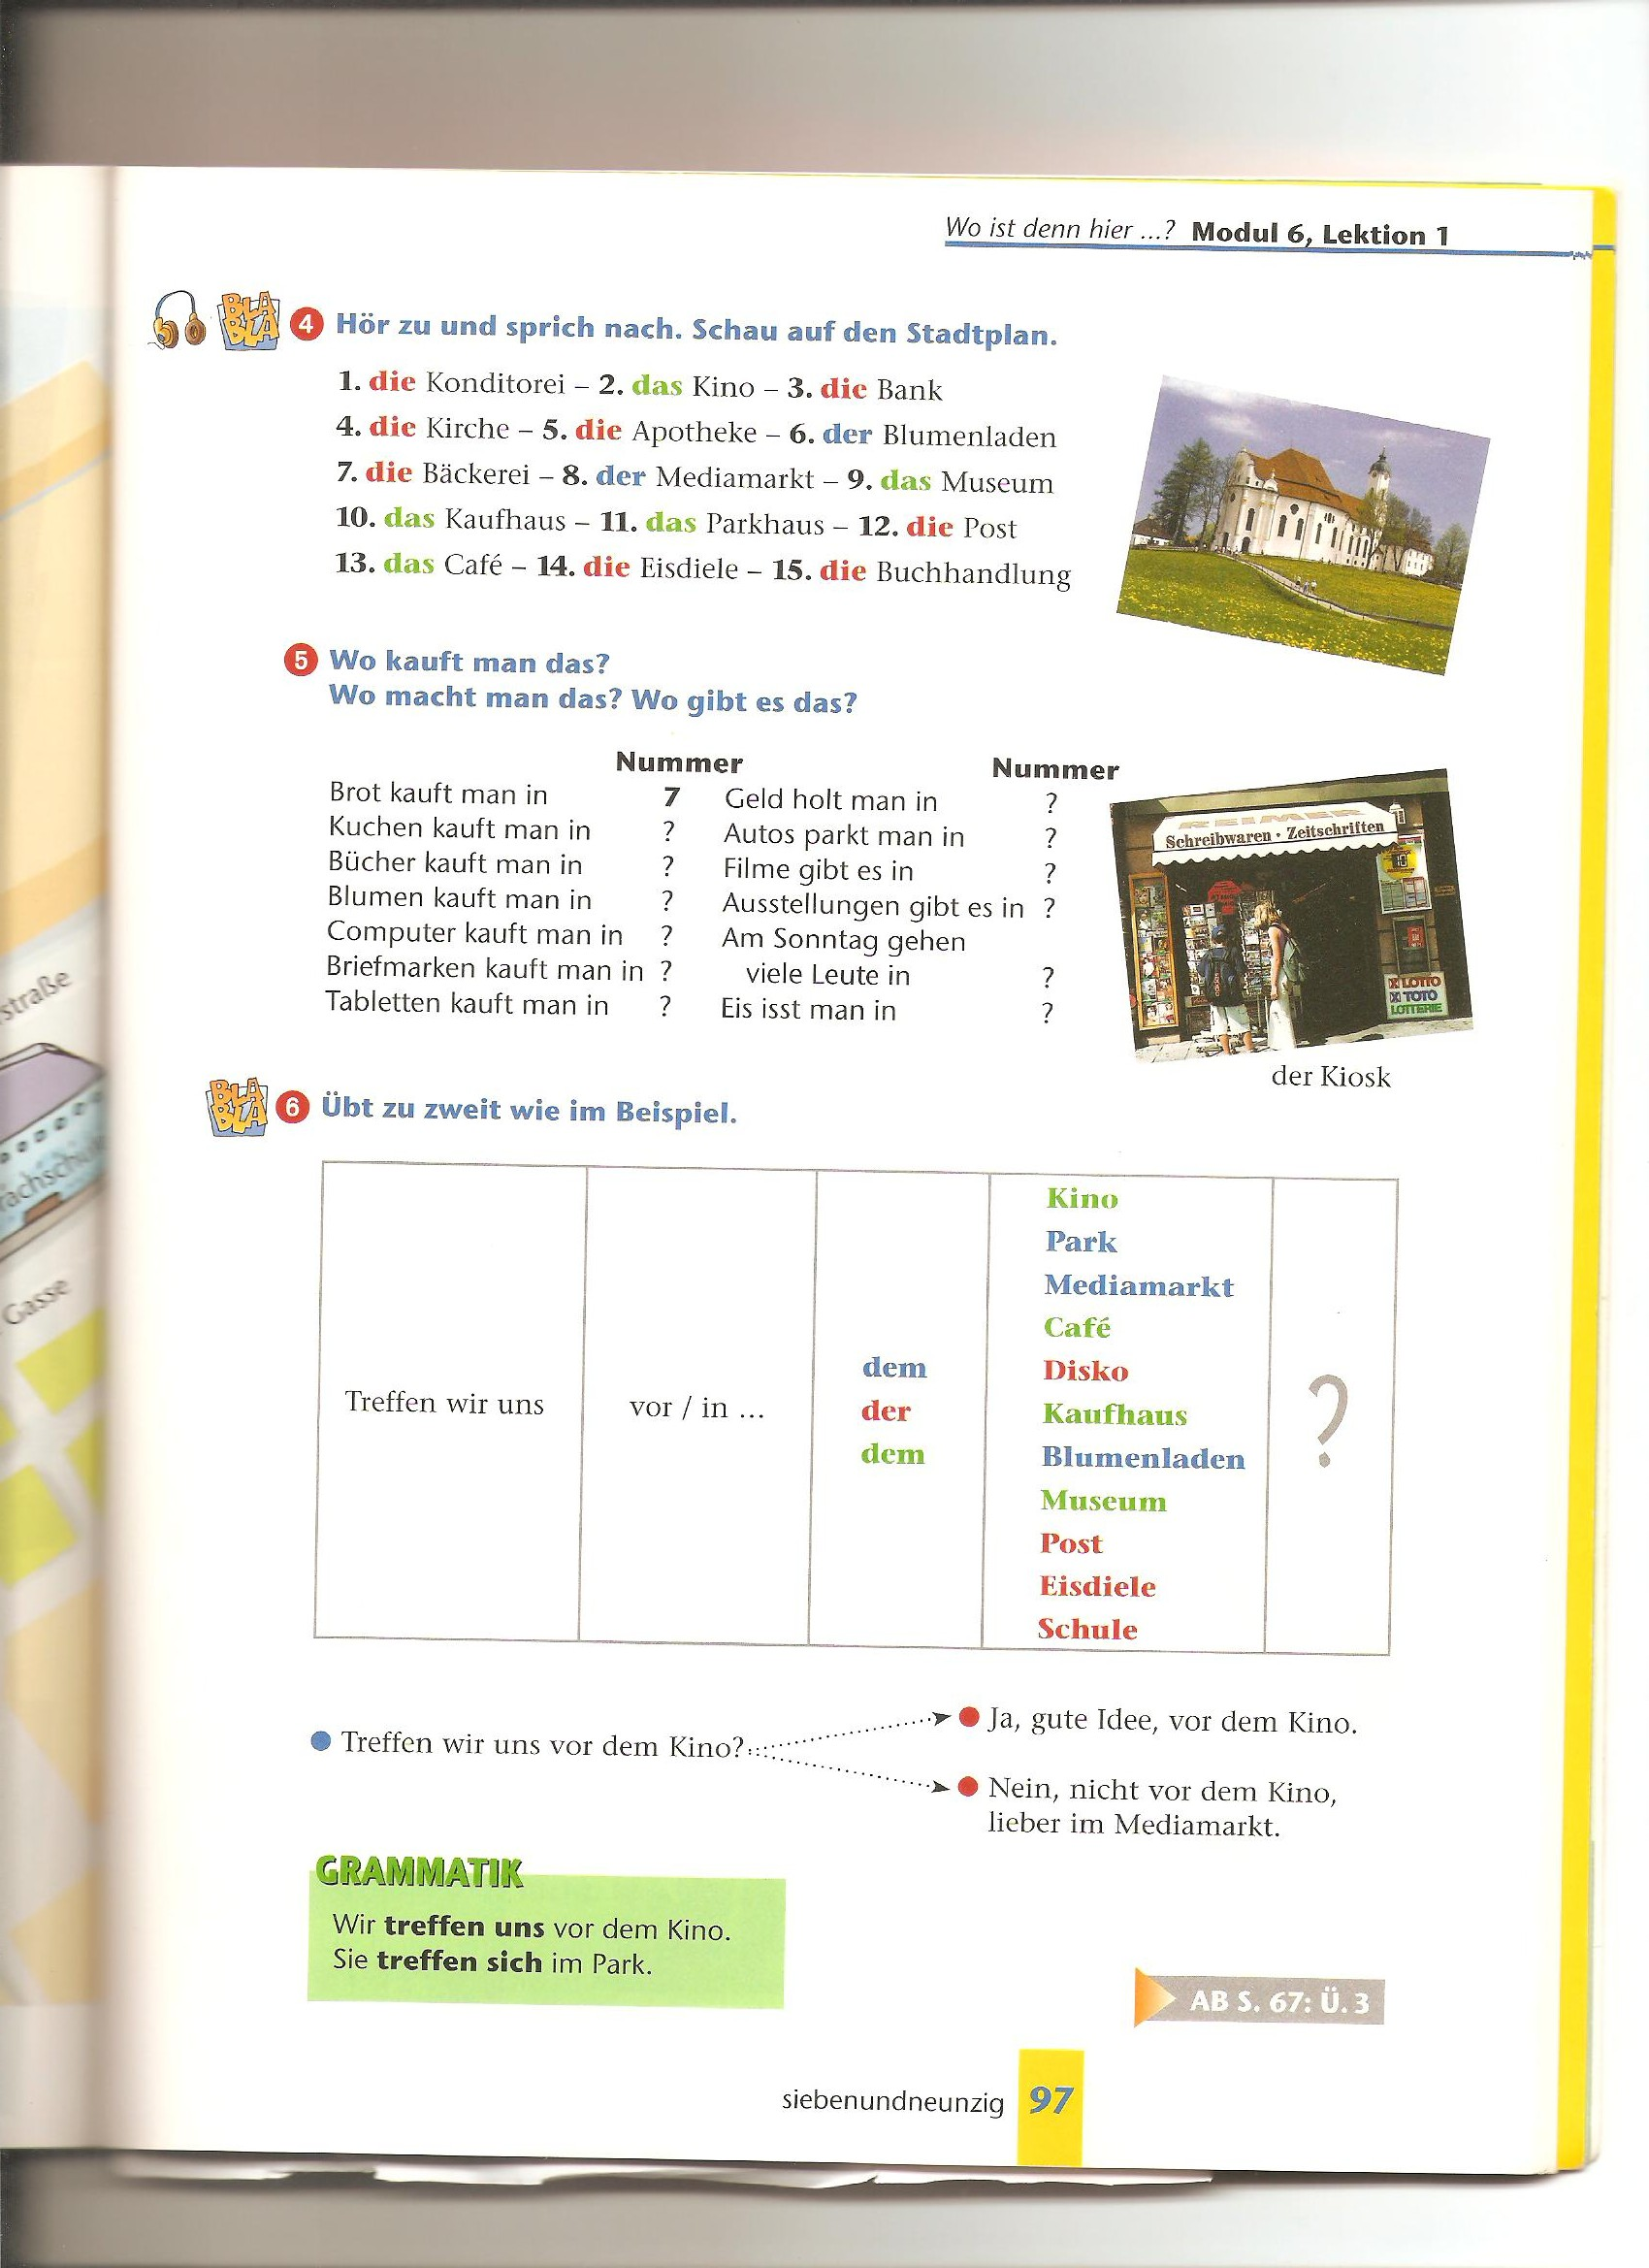 Wo ist denn hier ...? Modul 6, Lektion 1
BLA BLA
4 Hör zu und sprich nach. Schau auf den Stadtplan.
1. die Konditorei – 2. das Kino – 3. die Bank
4. die Kirche – 5. die Apotheke – 6. der Blumenladen
7. die Bäckerei – 8. der Mediamarkt – 9. das Museum
10. das Kaufhaus – 11. das Parkhaus – 12. die Post
13. das Café – 14. die Eisdiele – 15. die Buchhandlung
5 Wo kauft man das?
Wo macht man das? Wo gibt es das?
Nummer
Brot kauft man in 7
Kuchen kauft man in ?
Bücher kauft man in ?
Blumen kauft man in ?
Computer kauft man in ?
Briefmarken kauft man in ?
Tabletten kauft man in ?
Nummer
Geld holt man in ?
Autos parkt man in ?
Filme gibt es in ?
Ausstellungen gibt es in ?
Am Sonntag gehen
viele Leute in ?
Eis isst man in ?
REIMER
Schreibwaren · Zeitschriften
LOTTO
TOTO
LOTTERIE
der Kiosk
straße
Gasse
BLA BLA
6 Übt zu zweit wie im Beispiel.
Treffen wir uns
vor / in ...
dem
der
dem
Kino
Park
Mediamarkt
Café
Disko
Kaufhaus
Blumenladen
Museum
Post
Eisdiele
Schule
?
Treffen wir uns vor dem Kino?
Ja, gute Idee, vor dem Kino.
Nein, nicht vor dem Kino,
lieber im Mediamarkt.
GRAMMATIK
Wir treffen uns vor dem Kino.
Sie treffen sich im Park.
AB S. 67: Ü. 3
siebenundneunzig 97